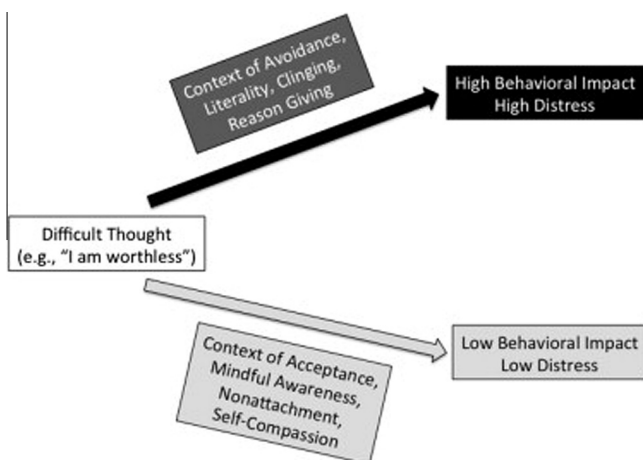 Context of Avoidance,
Literality, Clinging,
Reason Giving
High Behavioral Impact
High Distress
Difficult Thought
(e.g., “I am worthless”)
Context of Acceptance,
Mindful Awareness,
Nonattachment,
Self-Compassion
Low Behavioral Impact
Low Distress